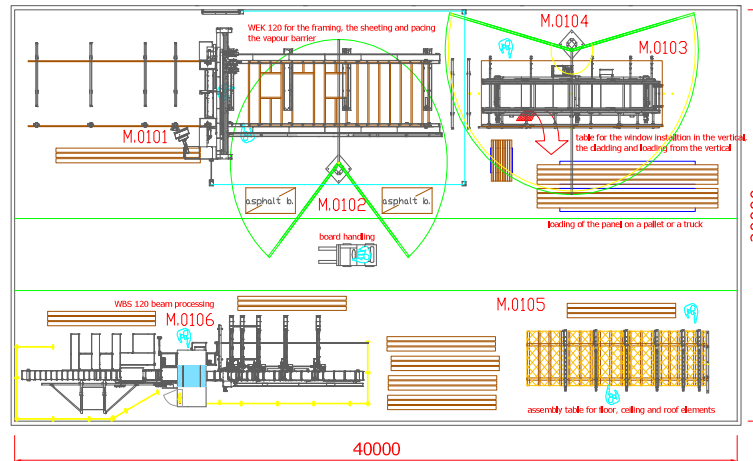 M.0104
WEK 120 for the framing, the sheeting and pacing
the vapour barrier
M.0103
M.0101
table for the window installtion in the vertical,
the cladding and loading from the vertical
asphalt b.
M.0102
asphalt b.
loading of the panel on a pallet or a truck
board handling
WBS 120 beam processing
M.0106
M.0105
assembly table for floor, ceiling and roof elements
40000